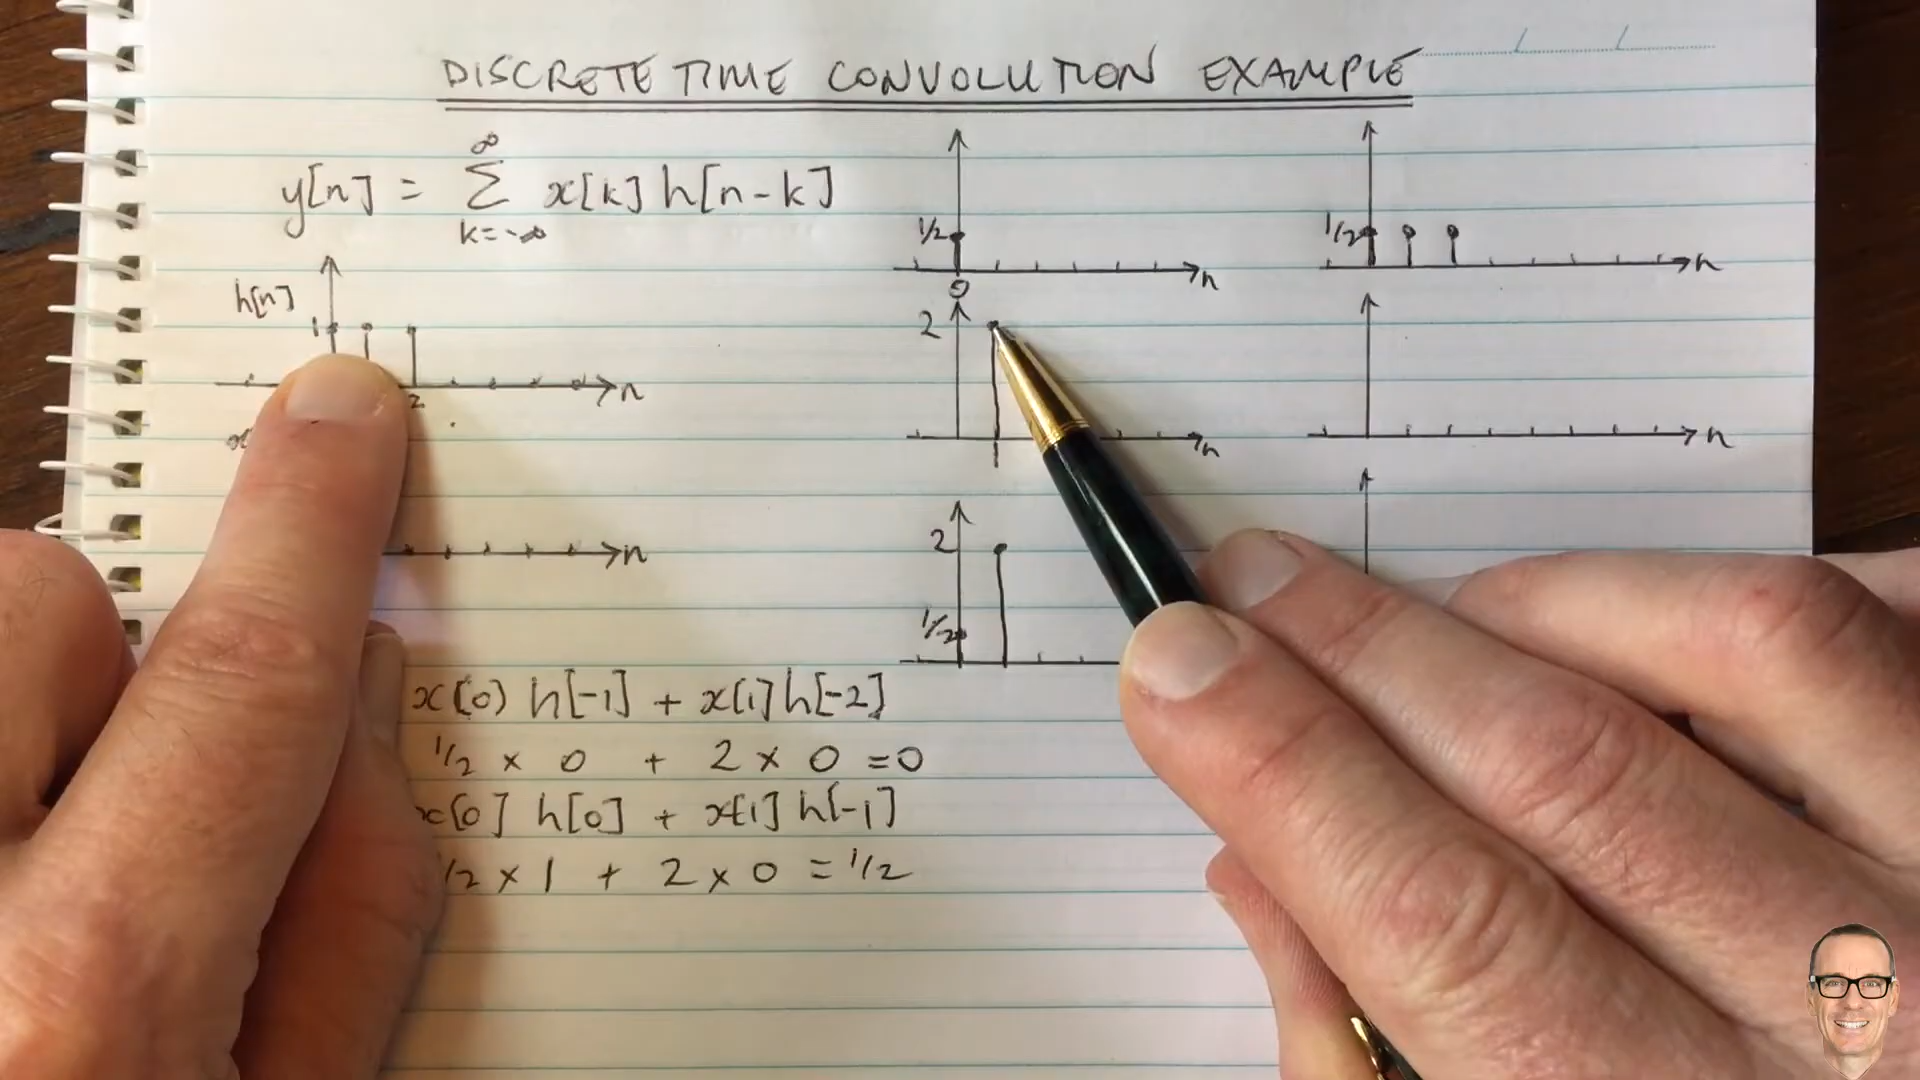 DISCRETE TIME CONVOLUTION EXAMPLE
y[n] = ∞ Σ k=-∞ x[k] h[n-k]
h[n]
1
2
n
n
1/2
0
n
2
n
2
1/2
1/2
n
n
x[0] h[-1] + x[1] h[-2]
1/2 × 0 + 2 × 0 = 0
x[0] h[0] + x[1] h[-1]
1/2 × 1 + 2 × 0 = 1/2